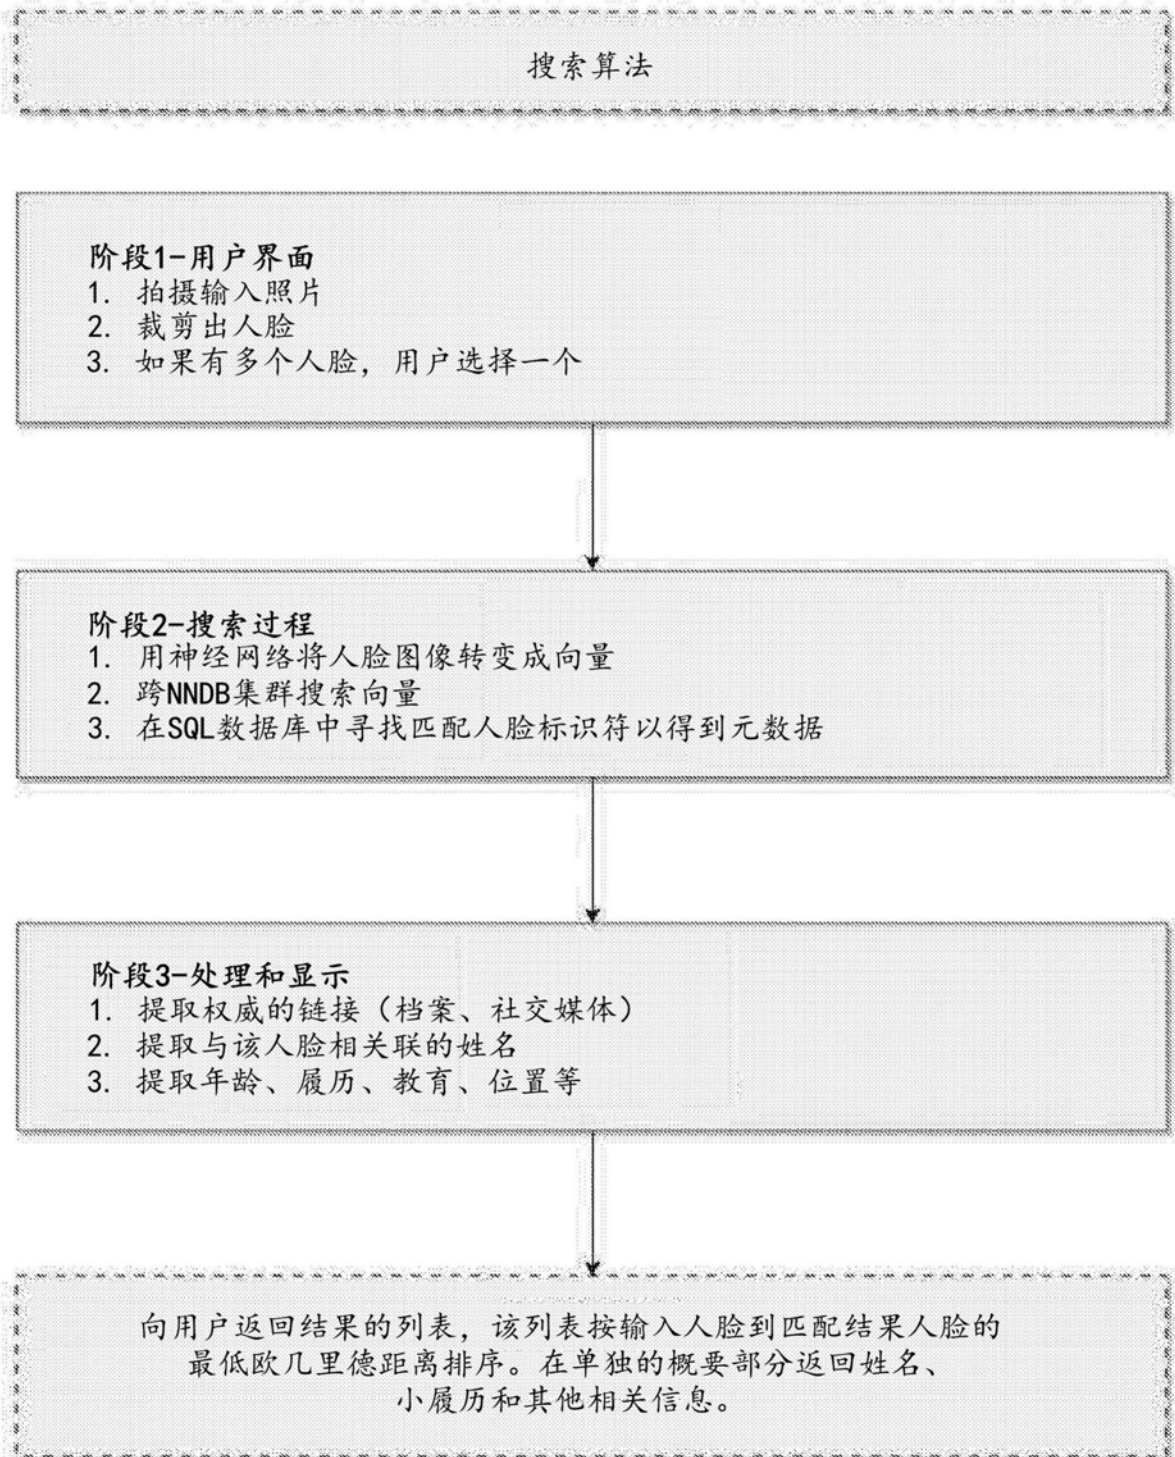 搜索算法
阶段1-用户界面
1. 拍摄输入照片
2. 裁剪出人脸
3. 如果有多个人脸，用户选择一个
阶段2-搜索过程
1. 用神经网络将人脸图像转变成向量
2. 跨NNDB集群搜索向量
3. 在SQL数据库中寻找匹配人脸标识符以得到元数据
阶段3-处理和显示
1. 提取权威的链接（档案、社交媒体）
2. 提取与该人脸相关联的姓名
3. 提取年龄、履历、教育、位置等
向用户返回结果的列表，该列表按输入人脸到匹配结果人脸的
最低欧几里德距离排序。在单独的概要部分返回姓名、
小履历和其他相关信息。